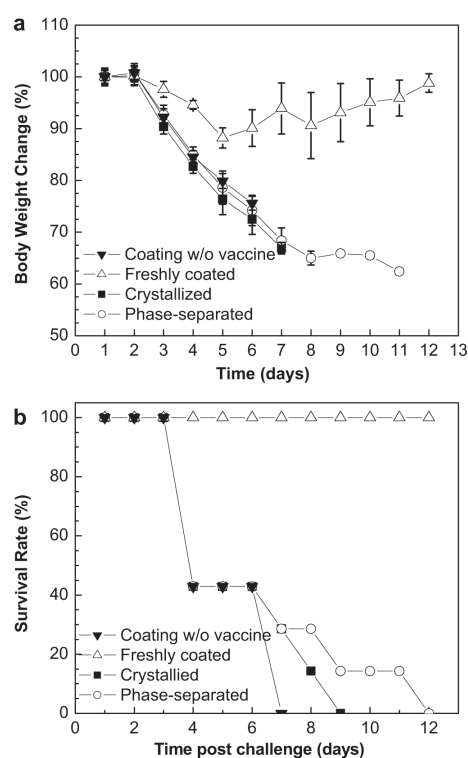 a
110
100
90
80
70
60
50
Body Weight Change (%)
Coating w/o vaccine
Freshly coated
Crystallized
Phase-separated
0 1 2 3 4 5 6 7 8 9 10 11 12 13
Time (days)
b
100
80
60
40
20
0
Survival Rate (%)
Coating w/o vaccine
Freshly coated
Crystallied
Phase-separated
0 2 4 6 8 10 12
Time post challenge (days)